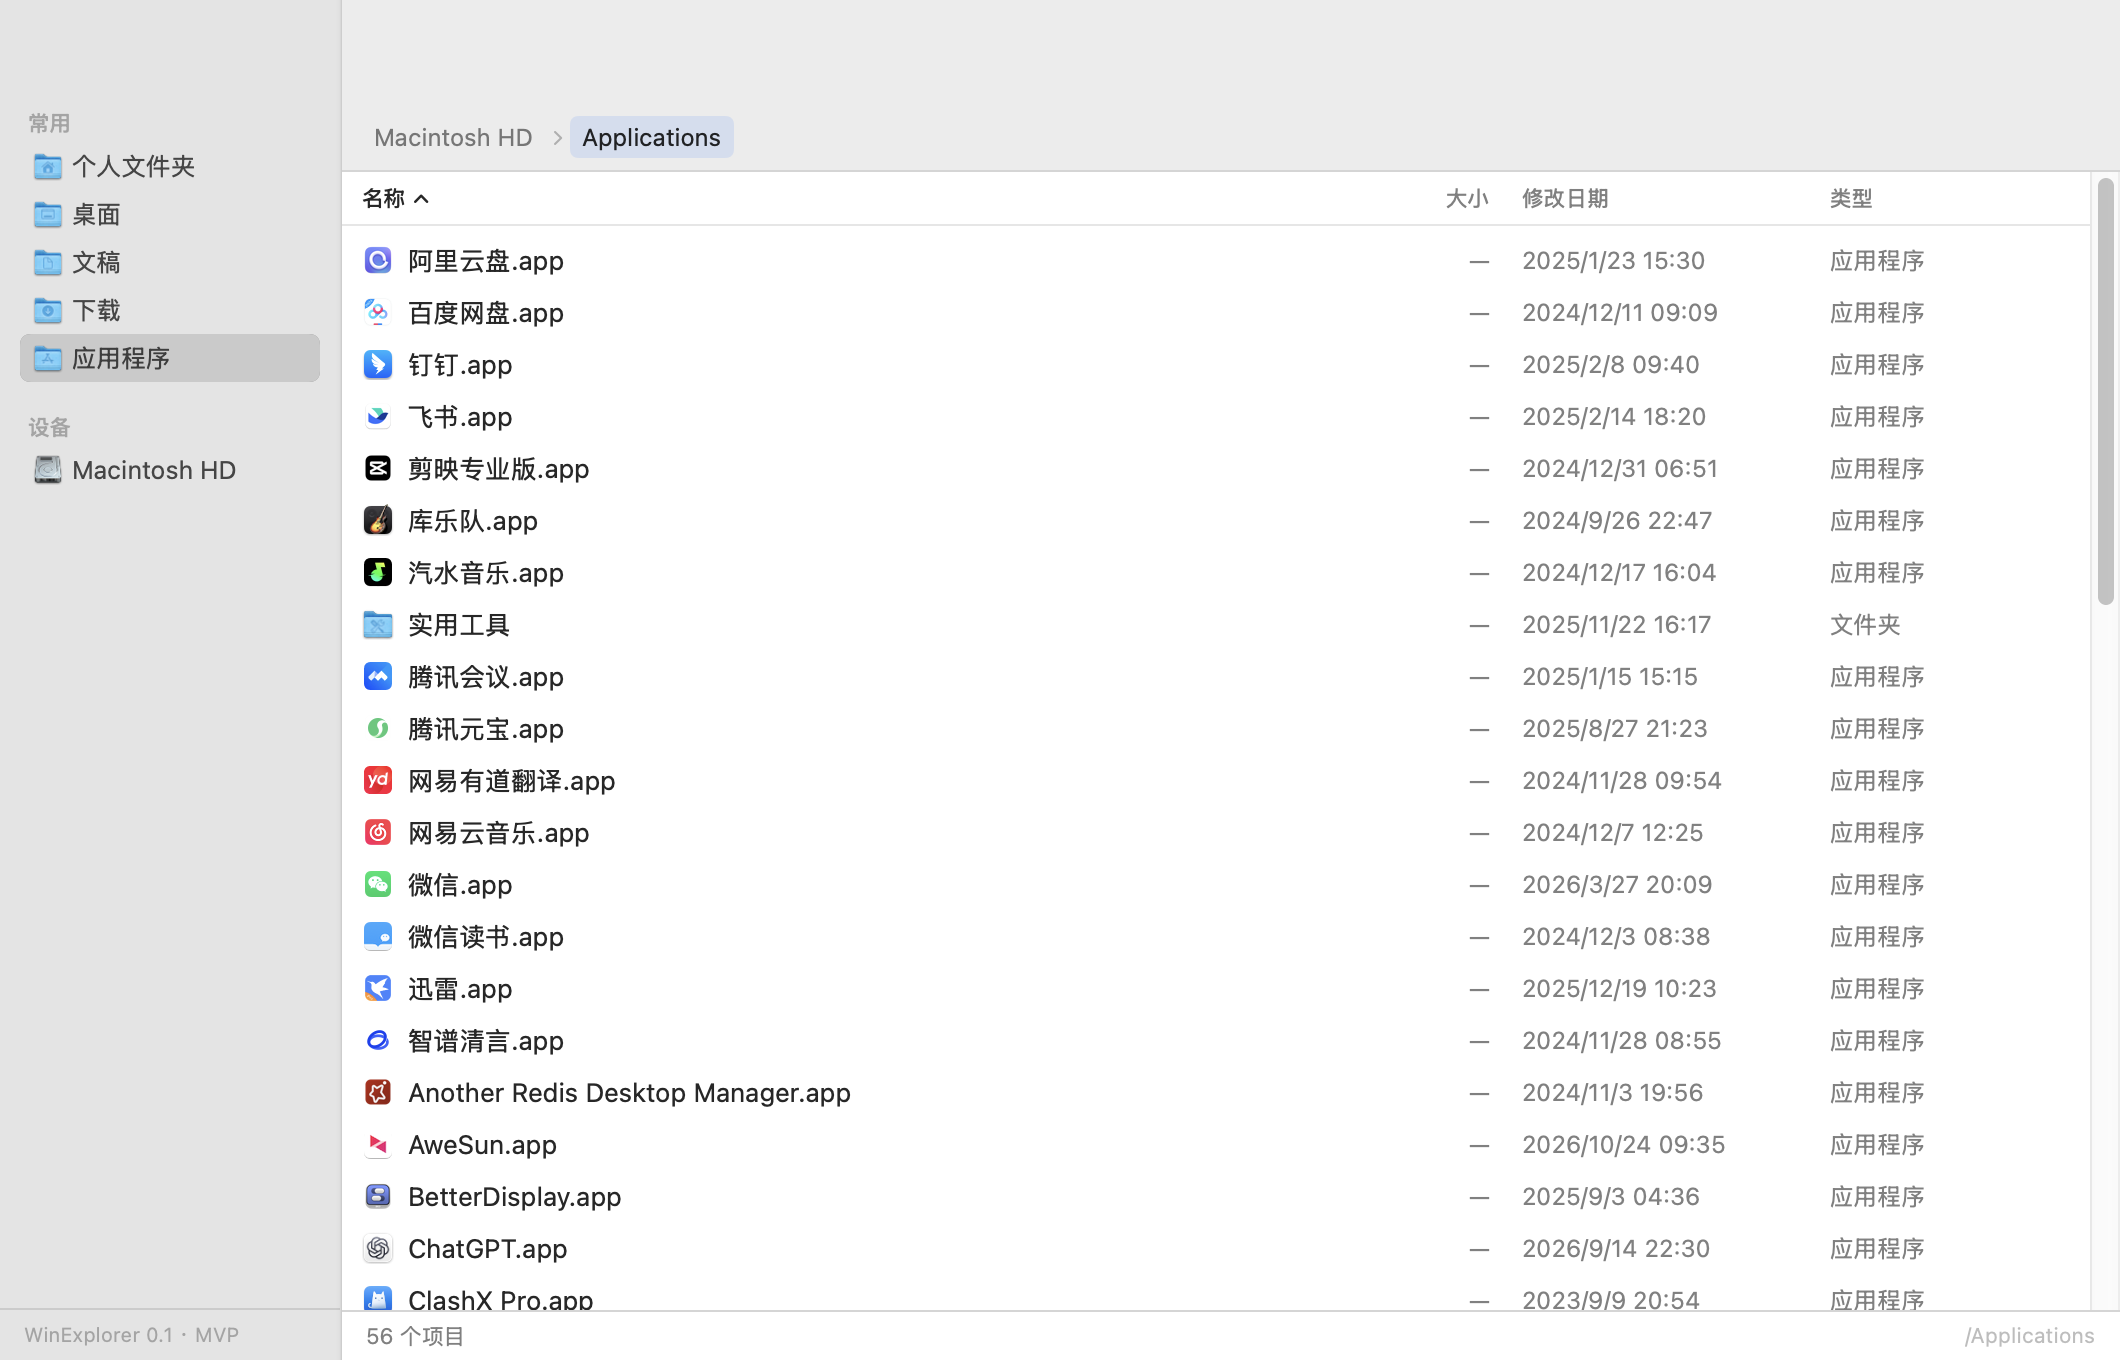 常用
个人文件夹
桌面
文稿
下载
应用程序
设备
Macintosh HD
WinExplorer 0.1 · MVP
Macintosh HD > Applications
名称 大小 修改日期 类型
阿里云盘.app — 2025/1/23 15:30 应用程序
百度网盘.app — 2024/12/11 09:09 应用程序
钉钉.app — 2025/2/8 09:40 应用程序
飞书.app — 2025/2/14 18:20 应用程序
剪映专业版.app — 2024/12/31 06:51 应用程序
库乐队.app — 2024/9/26 22:47 应用程序
汽水音乐.app — 2024/12/17 16:04 应用程序
实用工具 — 2025/11/22 16:17 文件夹
腾讯会议.app — 2025/1/15 15:15 应用程序
腾讯元宝.app — 2025/8/27 21:23 应用程序
网易有道翻译.app — 2024/11/28 09:54 应用程序
网易云音乐.app — 2024/12/7 12:25 应用程序
微信.app — 2026/3/27 20:09 应用程序
微信读书.app — 2024/12/3 08:38 应用程序
迅雷.app — 2025/12/19 10:23 应用程序
智谱清言.app — 2024/11/28 08:55 应用程序
Another Redis Desktop Manager.app — 2024/11/3 19:56 应用程序
AweSun.app — 2026/10/24 09:35 应用程序
BetterDisplay.app — 2025/9/3 04:36 应用程序
ChatGPT.app — 2026/9/14 22:30 应用程序
ClashX Pro.app — 2023/9/9 20:54 应用程序
56 个项目 /Applications